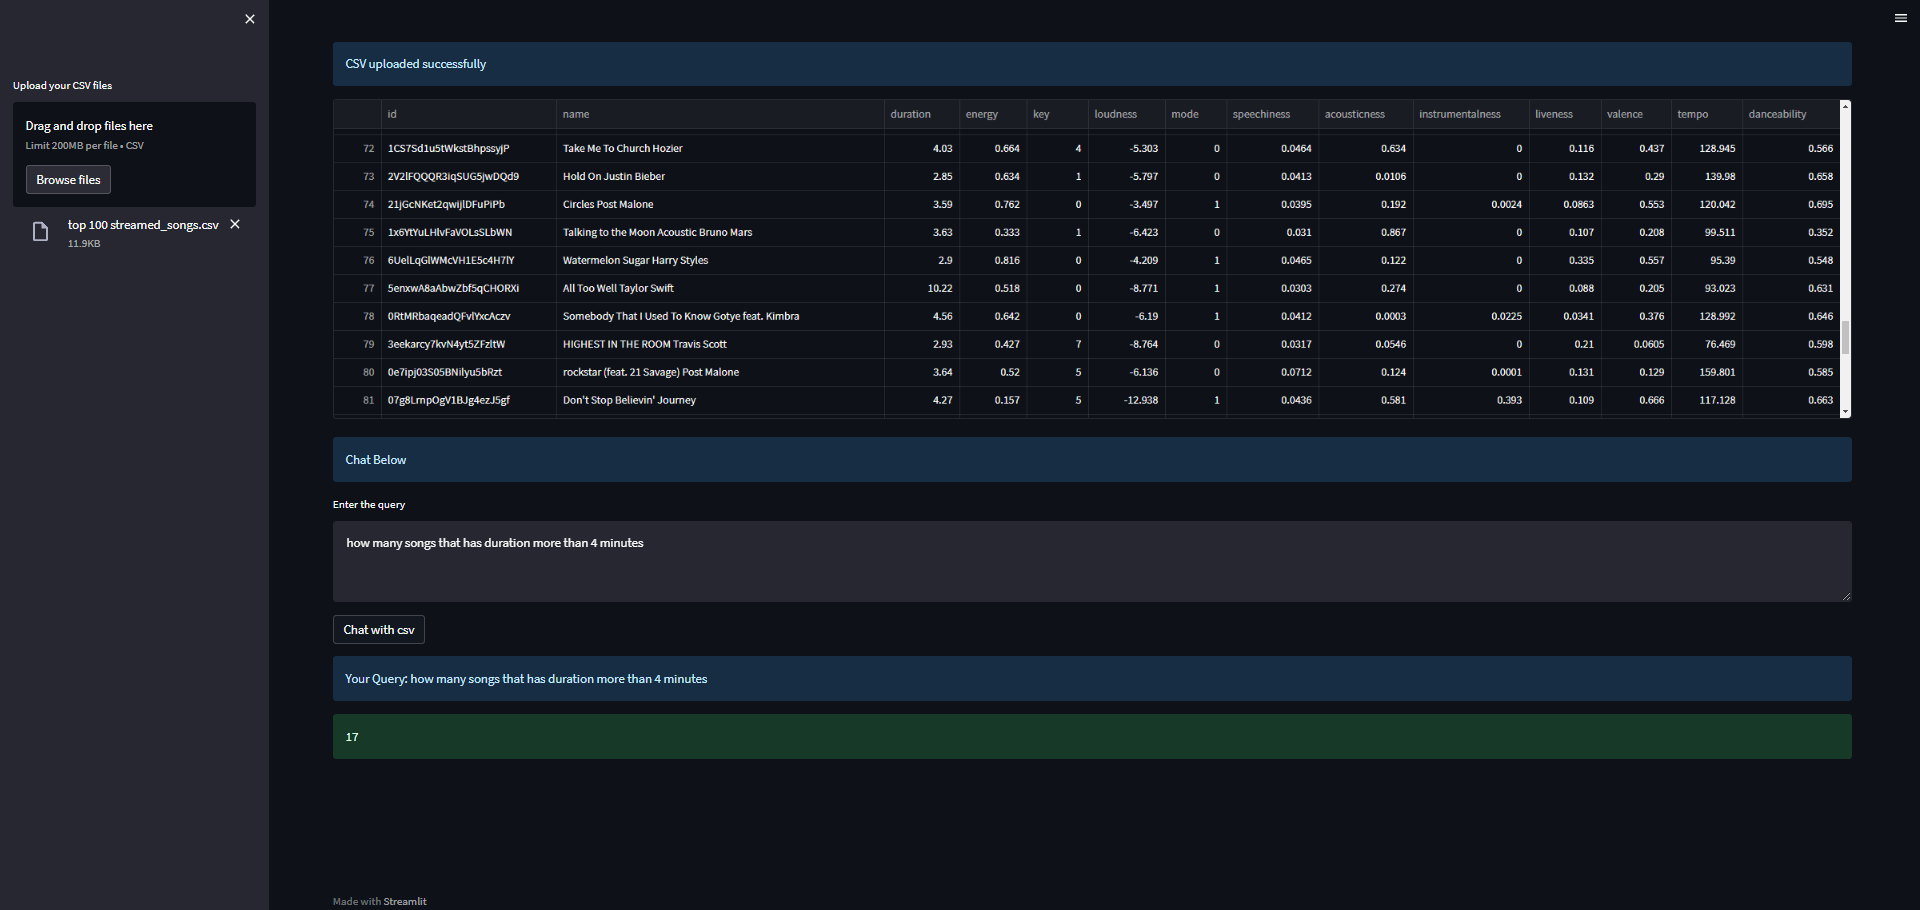 Upload your CSV files
Drag and drop files here
Limit 200MB per file • CSV
Browse files
top 100 streamed_songs.csv
11.9KB
CSV uploaded successfully
id name duration energy key loudness mode speechiness acousticness instrumentalness liveness valence tempo danceability
72 1CS7Sd1u5tWkstBhpssyjP Take Me To Church Hozier 4.03 0.664 4 -5.303 0 0.0464 0.634 0 0.116 0.437 128.945 0.566
73 2V2lFQQQR3iqSUG5jwDQd9 Hold On Justin Bieber 2.85 0.634 1 -5.797 0 0.0413 0.0106 0 0.132 0.29 139.98 0.658
74 21jGcNKet2qwijlDFuPiPb Circles Post Malone 3.59 0.762 0 -3.497 1 0.0395 0.192 0.0024 0.0863 0.553 120.042 0.695
75 1x6YtYuLHlvFaVOLsSLbWN Talking to the Moon Acoustic Bruno Mars 3.63 0.333 1 -6.423 0 0.031 0.867 0 0.107 0.208 99.511 0.352
76 6UelLqGlWMcVH1E5c4H7lY Watermelon Sugar Harry Styles 2.9 0.816 0 -4.209 1 0.0465 0.122 0 0.335 0.557 95.39 0.548
77 5enxwA8aAbwZbf5qCHORXi All Too Well Taylor Swift 10.22 0.518 0 -8.771 1 0.0303 0.274 0 0.088 0.205 93.023 0.631
78 0RtMRbaqeadQFvlYxcAczv Somebody That I Used To Know Gotye feat. Kimbra 4.56 0.642 0 -6.19 1 0.0412 0.0003 0.0225 0.0341 0.376 128.992 0.646
79 3eekarcy7kvN4yt5ZFzltW HIGHEST IN THE ROOM Travis Scott 2.93 0.427 7 -8.764 0 0.0317 0.0546 0 0.21 0.0605 76.469 0.598
80 0e7ipj03S05BNilyu5bRzt rockstar (feat. 21 Savage) Post Malone 3.64 0.52 5 -6.136 0 0.0712 0.124 0.0001 0.131 0.129 159.801 0.585
81 07g8LrnpOgV1BJg4ezJ5gf Don't Stop Believin' Journey 4.27 0.157 5 -12.938 1 0.0436 0.581 0.393 0.109 0.666 117.128 0.663
Chat Below
Enter the query
how many songs that has duration more than 4 minutes
Chat with csv
Your Query: how many songs that has duration more than 4 minutes
17
Made with Streamlit